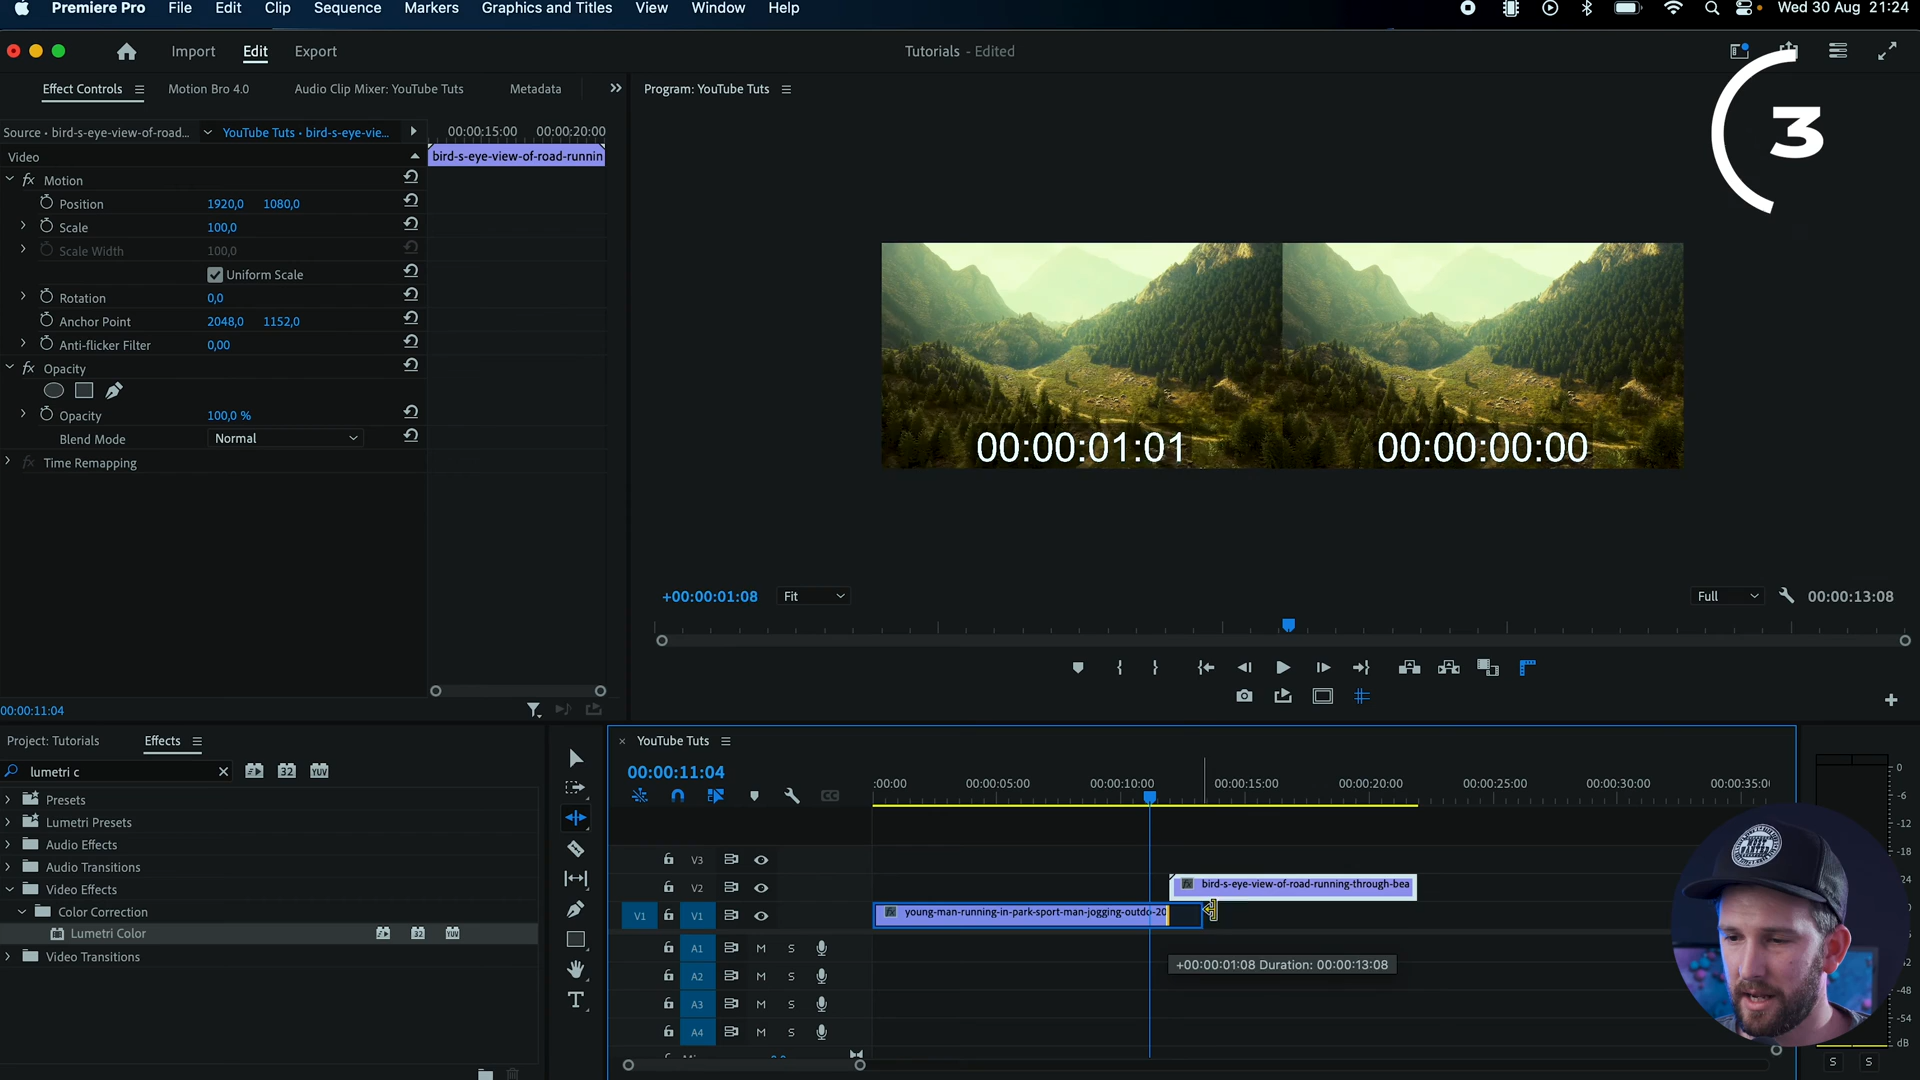 Premiere Pro File Edit Clip Sequence Markers Graphics and Titles View Window Help Wed 30 Aug 21:24
Import Edit Export Tutorials - Edited
Effect Controls Motion Bro 4.0 Audio Clip Mixer: YouTube Tuts Metadata Program: YouTube Tuts
3
Source • bird-s-eye-view-of-road... YouTube Tuts • bird-s-eye-vie... 00:00:15:00 00:00:20:00
Video bird-s-eye-view-of-road-runnin
fx Motion
Position 1920,0 1080,0
Scale 100,0
Scale Width 100,0
Uniform Scale
Rotation 0,0
Anchor Point 2048,0 1152,0
Anti-flicker Filter 0,00
fx Opacity
Opacity 100,0 %
Blend Mode Normal
fx Time Remapping
00:00:01:01 00:00:00:00
+00:00:01:08 Fit Full 00:00:13:08
00:00:11:04
Project: Tutorials Effects
lumetri c 32 YUV
Presets
Lumetri Presets
Audio Effects
Audio Transitions
Video Effects
Color Correction
Lumetri Color 32 YUV
Video Transitions
YouTube Tuts
00:00:11:04
:00:00 00:00:05:00 00:00:10:00 00:00:15:00 00:00:20:00 00:00:25:00 00:00:30:00 00:00:35:0
CC
V3
V2 fx bird-s-eye-view-of-road-running-through-bea
V1 V1 fx young-man-running-in-park-sport-man-jogging-outdo-20
A1 M S
A2 M S
A3 M S
A4 M S
+00:00:01:08 Duration: 00:00:13:08
0
-6
-12
-18
-24
-48
-54
dB
S S